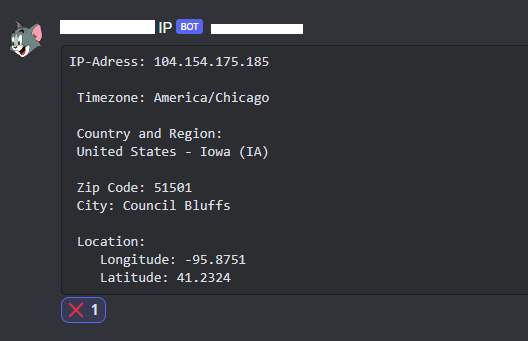 IP BOT
IP-Adress: 104.154.175.185
Timezone: America/Chicago
Country and Region:
United States - Iowa (IA)
Zip Code: 51501
City: Council Bluffs
Location:
Longitude: -95.8751
Latitude: 41.2324
1